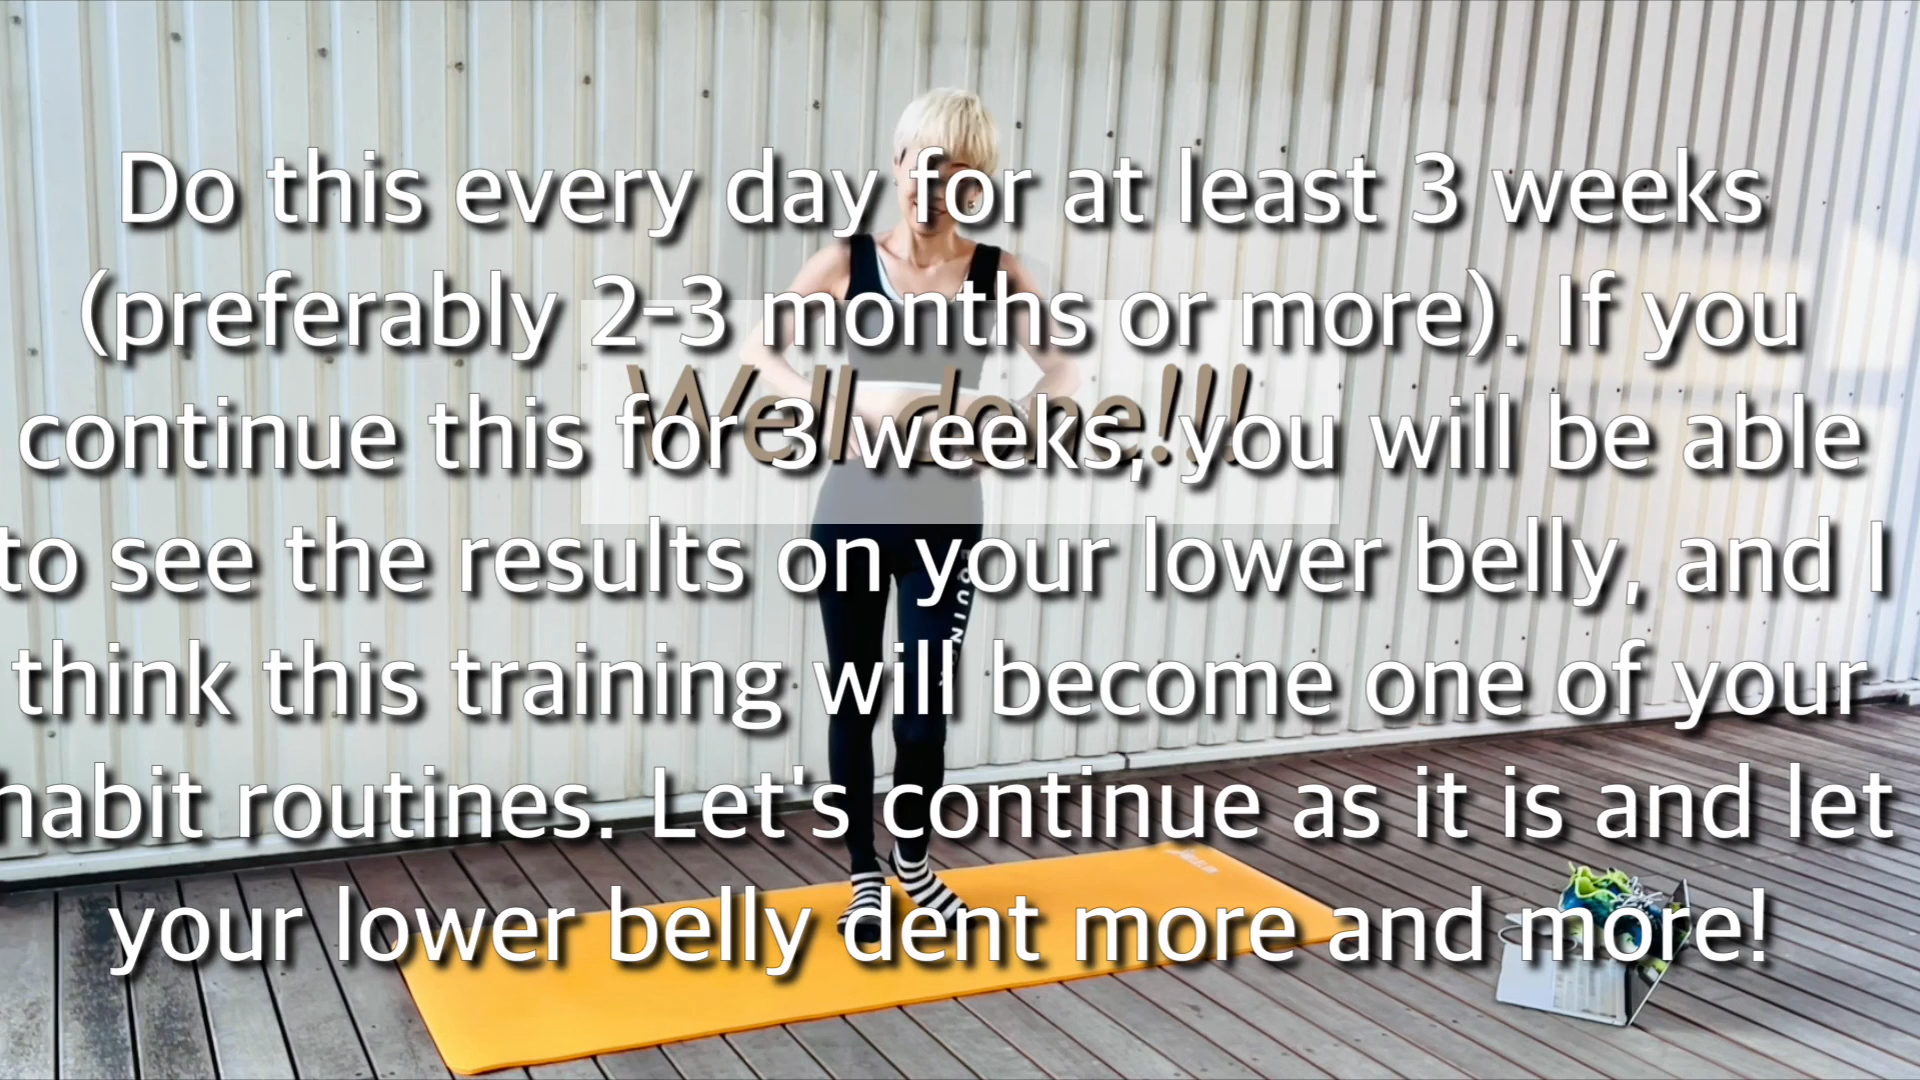 Do this every day for at least 3 weeks
(preferably 2-3 months or more). If you
continue this for 3 weeks, you will be able
to see the results on your lower belly, and I
think this training will become one of your
habit routines. Let's continue as it is and let
your lower belly dent more and more!
Well done!!!